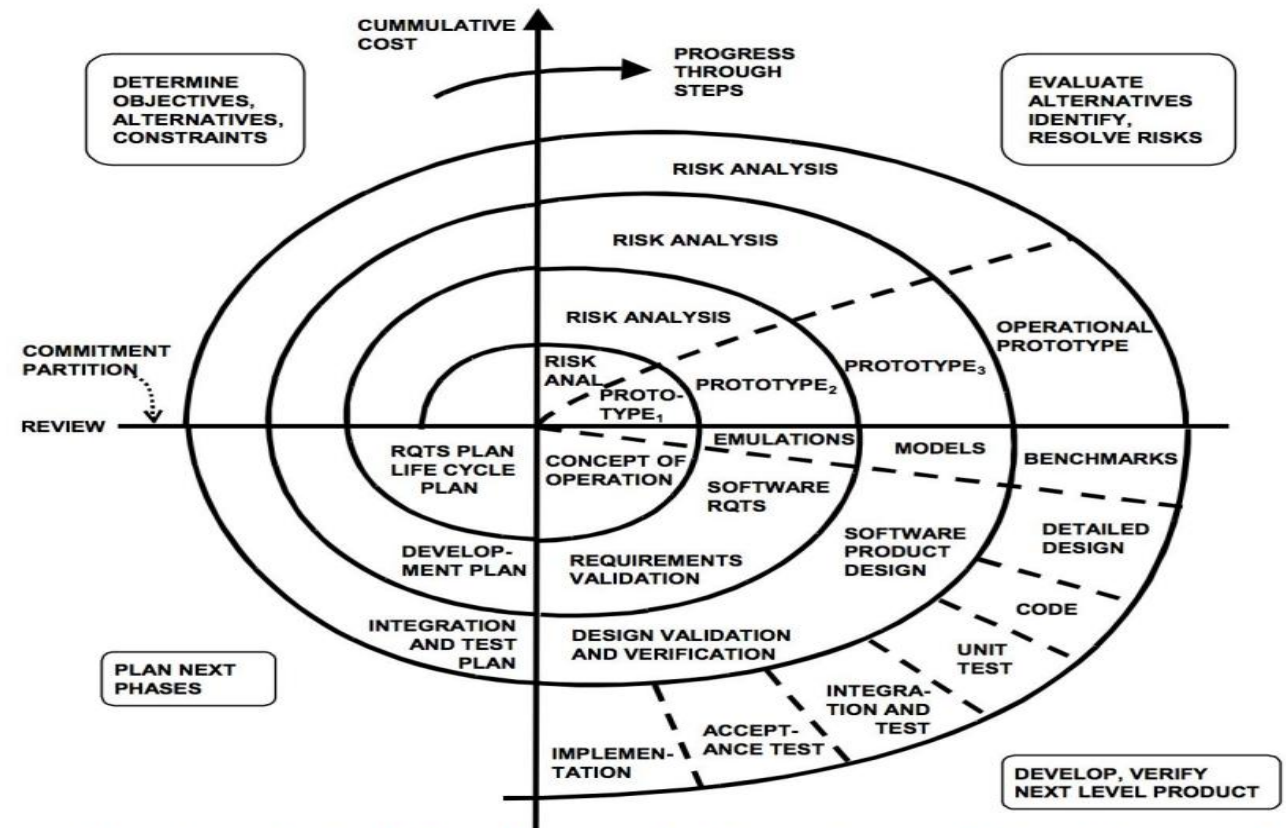 CUMMULATIVE
COST
PROGRESS
THROUGH
STEPS
DETERMINE
OBJECTIVES,
ALTERNATIVES,
CONSTRAINTS
EVALUATE
ALTERNATIVES
IDENTIFY,
RESOLVE RISKS
RISK ANALYSIS
RISK ANALYSIS
RISK ANALYSIS
RISK
ANAL.
COMMITMENT
PARTITION
REVIEW
PROTO-
TYPE1
PROTOTYPE2
PROTOTYPE3
OPERATIONAL
PROTOTYPE
EMULATIONS
MODELS
BENCHMARKS
RQTS PLAN
LIFE CYCLE
PLAN
CONCEPT OF
OPERATION
SOFTWARE
RQTS
SOFTWARE
PRODUCT
DESIGN
DETAILED
DESIGN
DEVELOP-
MENT PLAN
REQUIREMENTS
VALIDATION
CODE
INTEGRATION
AND TEST
PLAN
DESIGN VALIDATION
AND VERIFICATION
UNIT
TEST
PLAN NEXT
PHASES
INTEGRA-
TION AND
TEST
ACCEPT-
ANCE TEST
IMPLEMEN-
TATION
DEVELOP, VERIFY
NEXT LEVEL PRODUCT